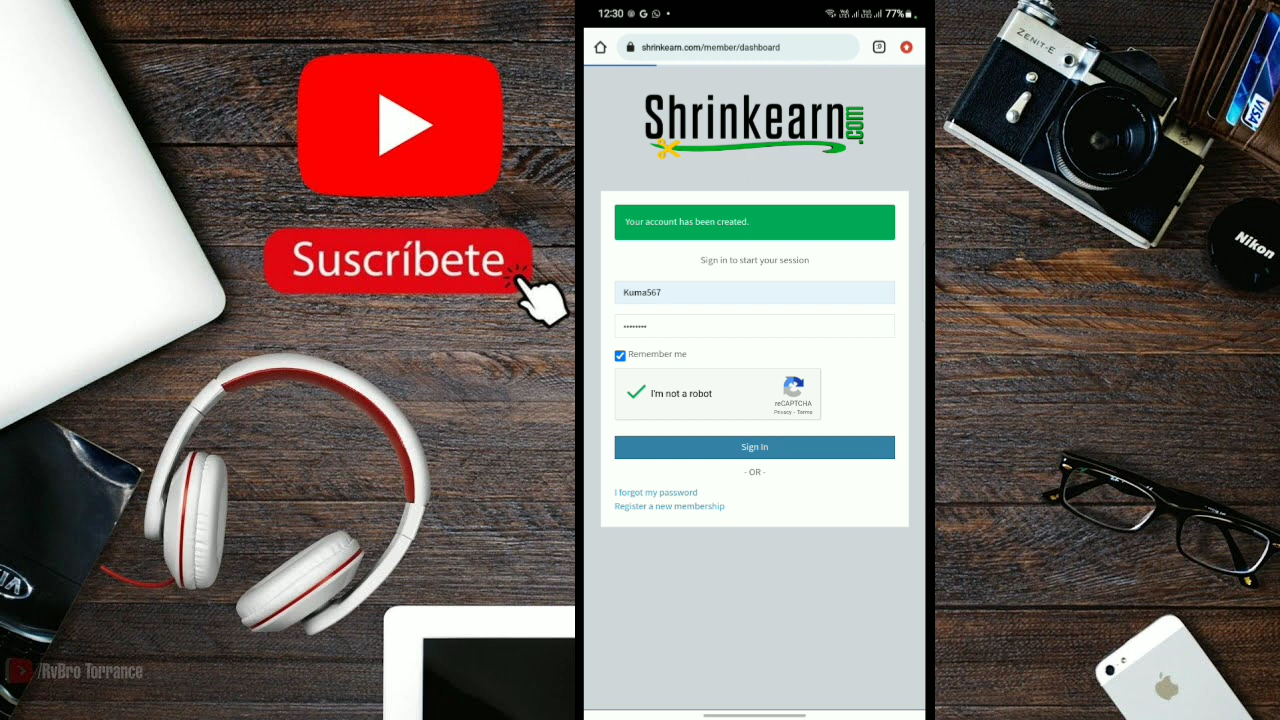 12:30
77%
shrinkearn.com/member/dashboard
:D
Shrinkearn.com
Your account has been created.
Sign in to start your session
Kuma567
••••••••
Remember me
I'm not a robot
reCAPTCHA
Privacy - Terms
Sign In
- OR -
I forgot my password
Register a new membership
Suscríbete
/RvBro Torrance
ZENIT-E
VISA
Nikon